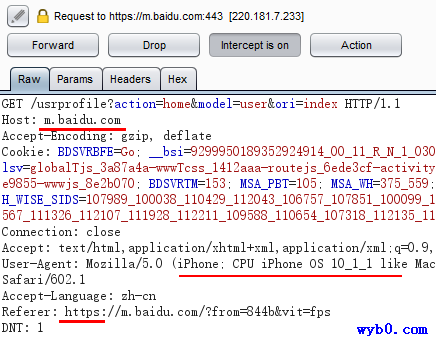 Request to https://m.baidu.com:443 [220.181.7.233]
Forward Drop Intercept is on Action
Raw Params Headers Hex
GET /usrprofile?action=home&model=user&ori=index HTTP/1.1
Host: m.baidu.com
Accept-Encoding: gzip, deflate
Cookie: BDSVRBFE=Go; __bsi=9299950189352924914_00_11_R_N_1_030
lsv=globalTjs_3a87a4a-wwwTcss_1412aaa-routejs_6ede3cf-activity
e9855-wwwjs_8e2b070; BDSVRTM=153; MSA_PBT=105; MSA_WH=375_559;
H_WISE_SIDS=107989_100038_110429_112043_106757_107851_100099_1
567_111326_112107_111928_112211_109588_110654_107318_112135_11
Connection: close
Accept: text/html,application/xhtml+xml,application/xml;q=0.9,
User-Agent: Mozilla/5.0 (iPhone; CPU iPhone OS 10_1_1 like Mac
Safari/602.1
Accept-Language: zh-cn
Referer: https://m.baidu.com/?from=844b&vit=fps
DNT: 1
wyb0.com